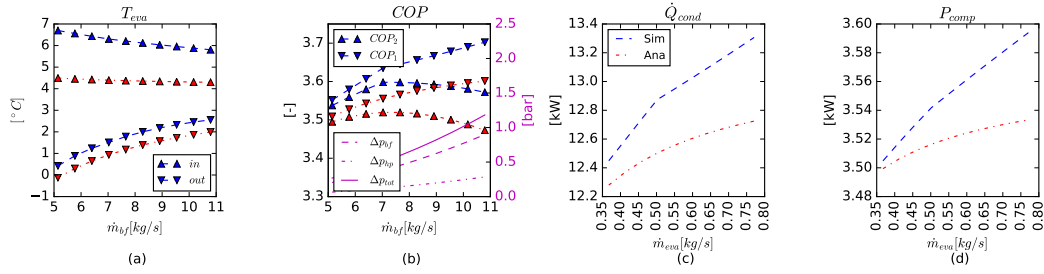 T_eva
7
6
5
4
3
2
1
0
−1
[°C]
in
out
5 6 7 8 9 10 11
ṁ_bf[kg/s]
(a)
COP
3.7
3.6
3.5
3.4
3.3
[-]
COP_2
COP_1
Δp_bf
Δp_hp
Δp_tot
2.5
2.0
1.5
1.0
0.5
0.0
[bar]
5 6 7 8 9 10 11
ṁ_bf[kg/s]
(b)
Q̇_cond
13.4
13.2
13.0
12.8
12.6
12.4
12.2
[kW]
Sim
Ana
0.35 0.40 0.45 0.50 0.55 0.60 0.65 0.70 0.75 0.80
ṁ_eva[kg/s]
(c)
P_comp
3.60
3.58
3.56
3.54
3.52
3.50
3.48
[kW]
0.35 0.40 0.45 0.50 0.55 0.60 0.65 0.70 0.75 0.80
ṁ_eva[kg/s]
(d)